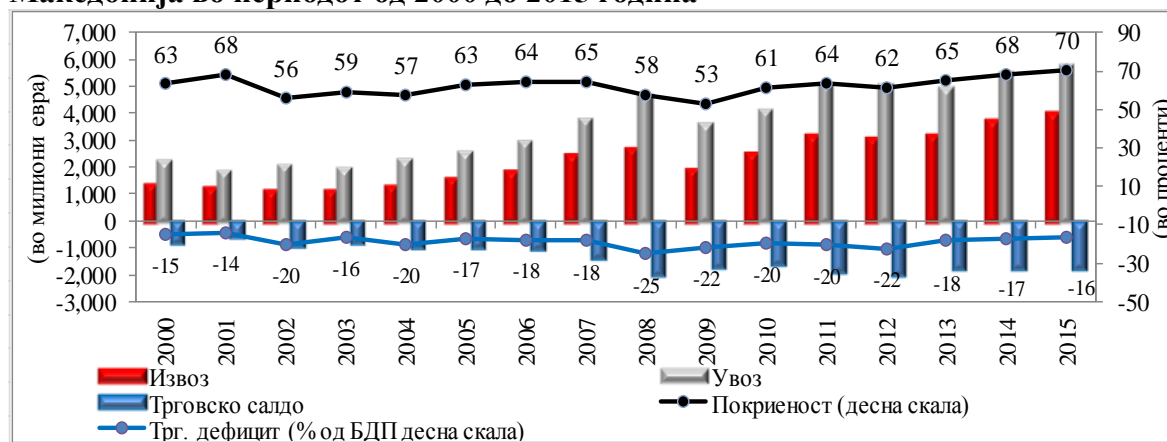 Македонија во периодот од 2000 до 2015 година
7,000
6,000
5,000
4,000
3,000
2,000
1,000
0
-1,000
-2,000
-3,000
(во милиони евра)
63 68 56 59 57 63 64 65 58 53 61 64 62 65 68 70
-15 -14 -20 -16 -20 -17 -18 -18 -25 -22 -20 -20 -22 -18 -17 -16
90
70
50
30
10
-10
-30
-50
(во проценти)
2000 2001 2002 2003 2004 2005 2006 2007 2008 2009 2010 2011 2012 2013 2014 2015
Извоз Увоз
Трговско салдо Покриеност (десна скала)
Трг. дефицит (% од БДП десна скала)